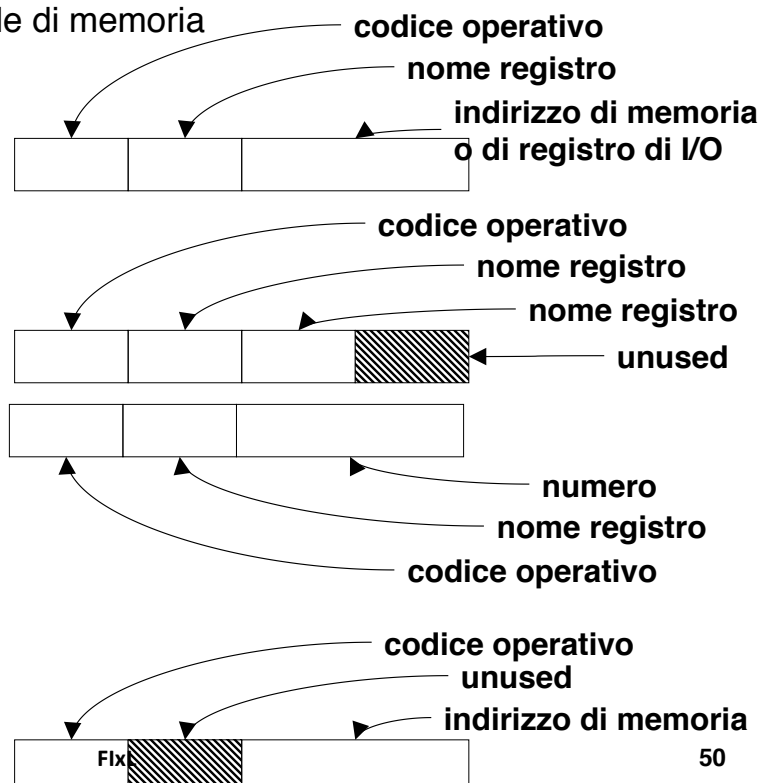 le di memoria
codice operativo
nome registro
indirizzo di memoria
o di registro di I/O
codice operativo
nome registro
nome registro
unused
numero
nome registro
codice operativo
codice operativo
unused
indirizzo di memoria
50